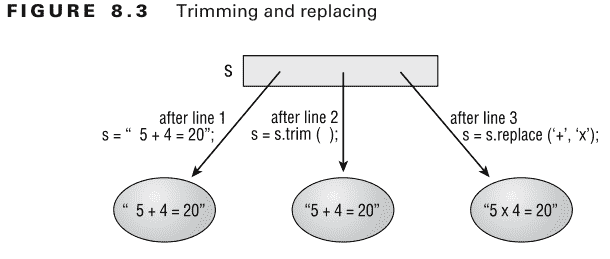 FIGURE 8.3 Trimming and replacing
s
after line 1
s = “ 5 + 4 = 20”;
after line 2
s = s.trim ( );
after line 3
s = s.replace (‘+’, ‘x’);
“ 5 + 4 = 20”
“5 + 4 = 20”
“5 x 4 = 20”